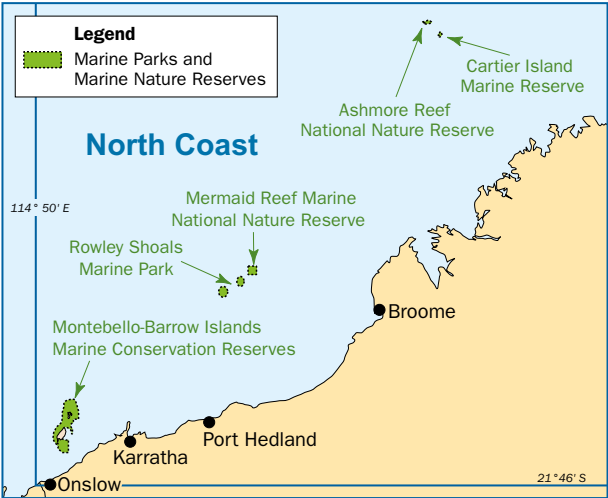 Legend
Marine Parks and
Marine Nature Reserves
Cartier Island
Marine Reserve
Ashmore Reef
National Nature Reserve
North Coast
Mermaid Reef Marine
National Nature Reserve
114° 50' E
Rowley Shoals
Marine Park
Broome
Montebello-Barrow Islands
Marine Conservation Reserves
Port Hedland
Karratha
Onslow
21°46' S